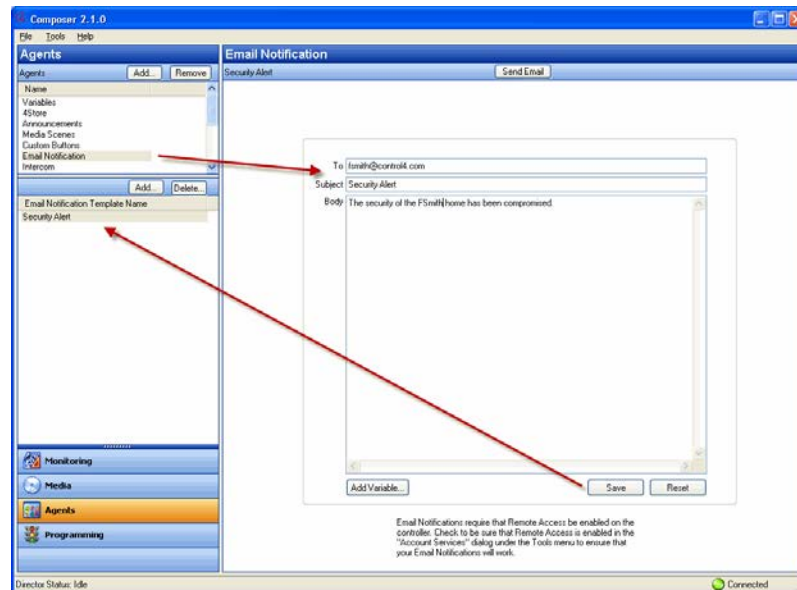 Composer 2.1.0
File Tools Help
Agents
Agents Add... Remove
Name
Variables
4Store
Announcements
Media Scenes
Custom Buttons
Email Notification
Intercom
Add... Delete...
Email Notification Template Name
Security Alert
Monitoring
Media
Agents
Programming
Email Notification
Security Alert Send Email
To fsmith@control4.com
Subject Security Alert
Body The security of the FSmith home has been compromised.
Add Variable... Save Reset
Email Notifications require that Remote Access be enabled on the
controller. Check to be sure that Remote Access is enabled in the
"Account Services" dialog under the Tools menu to ensure that
your Email Notifications will work.
Director Status: Idle Connected